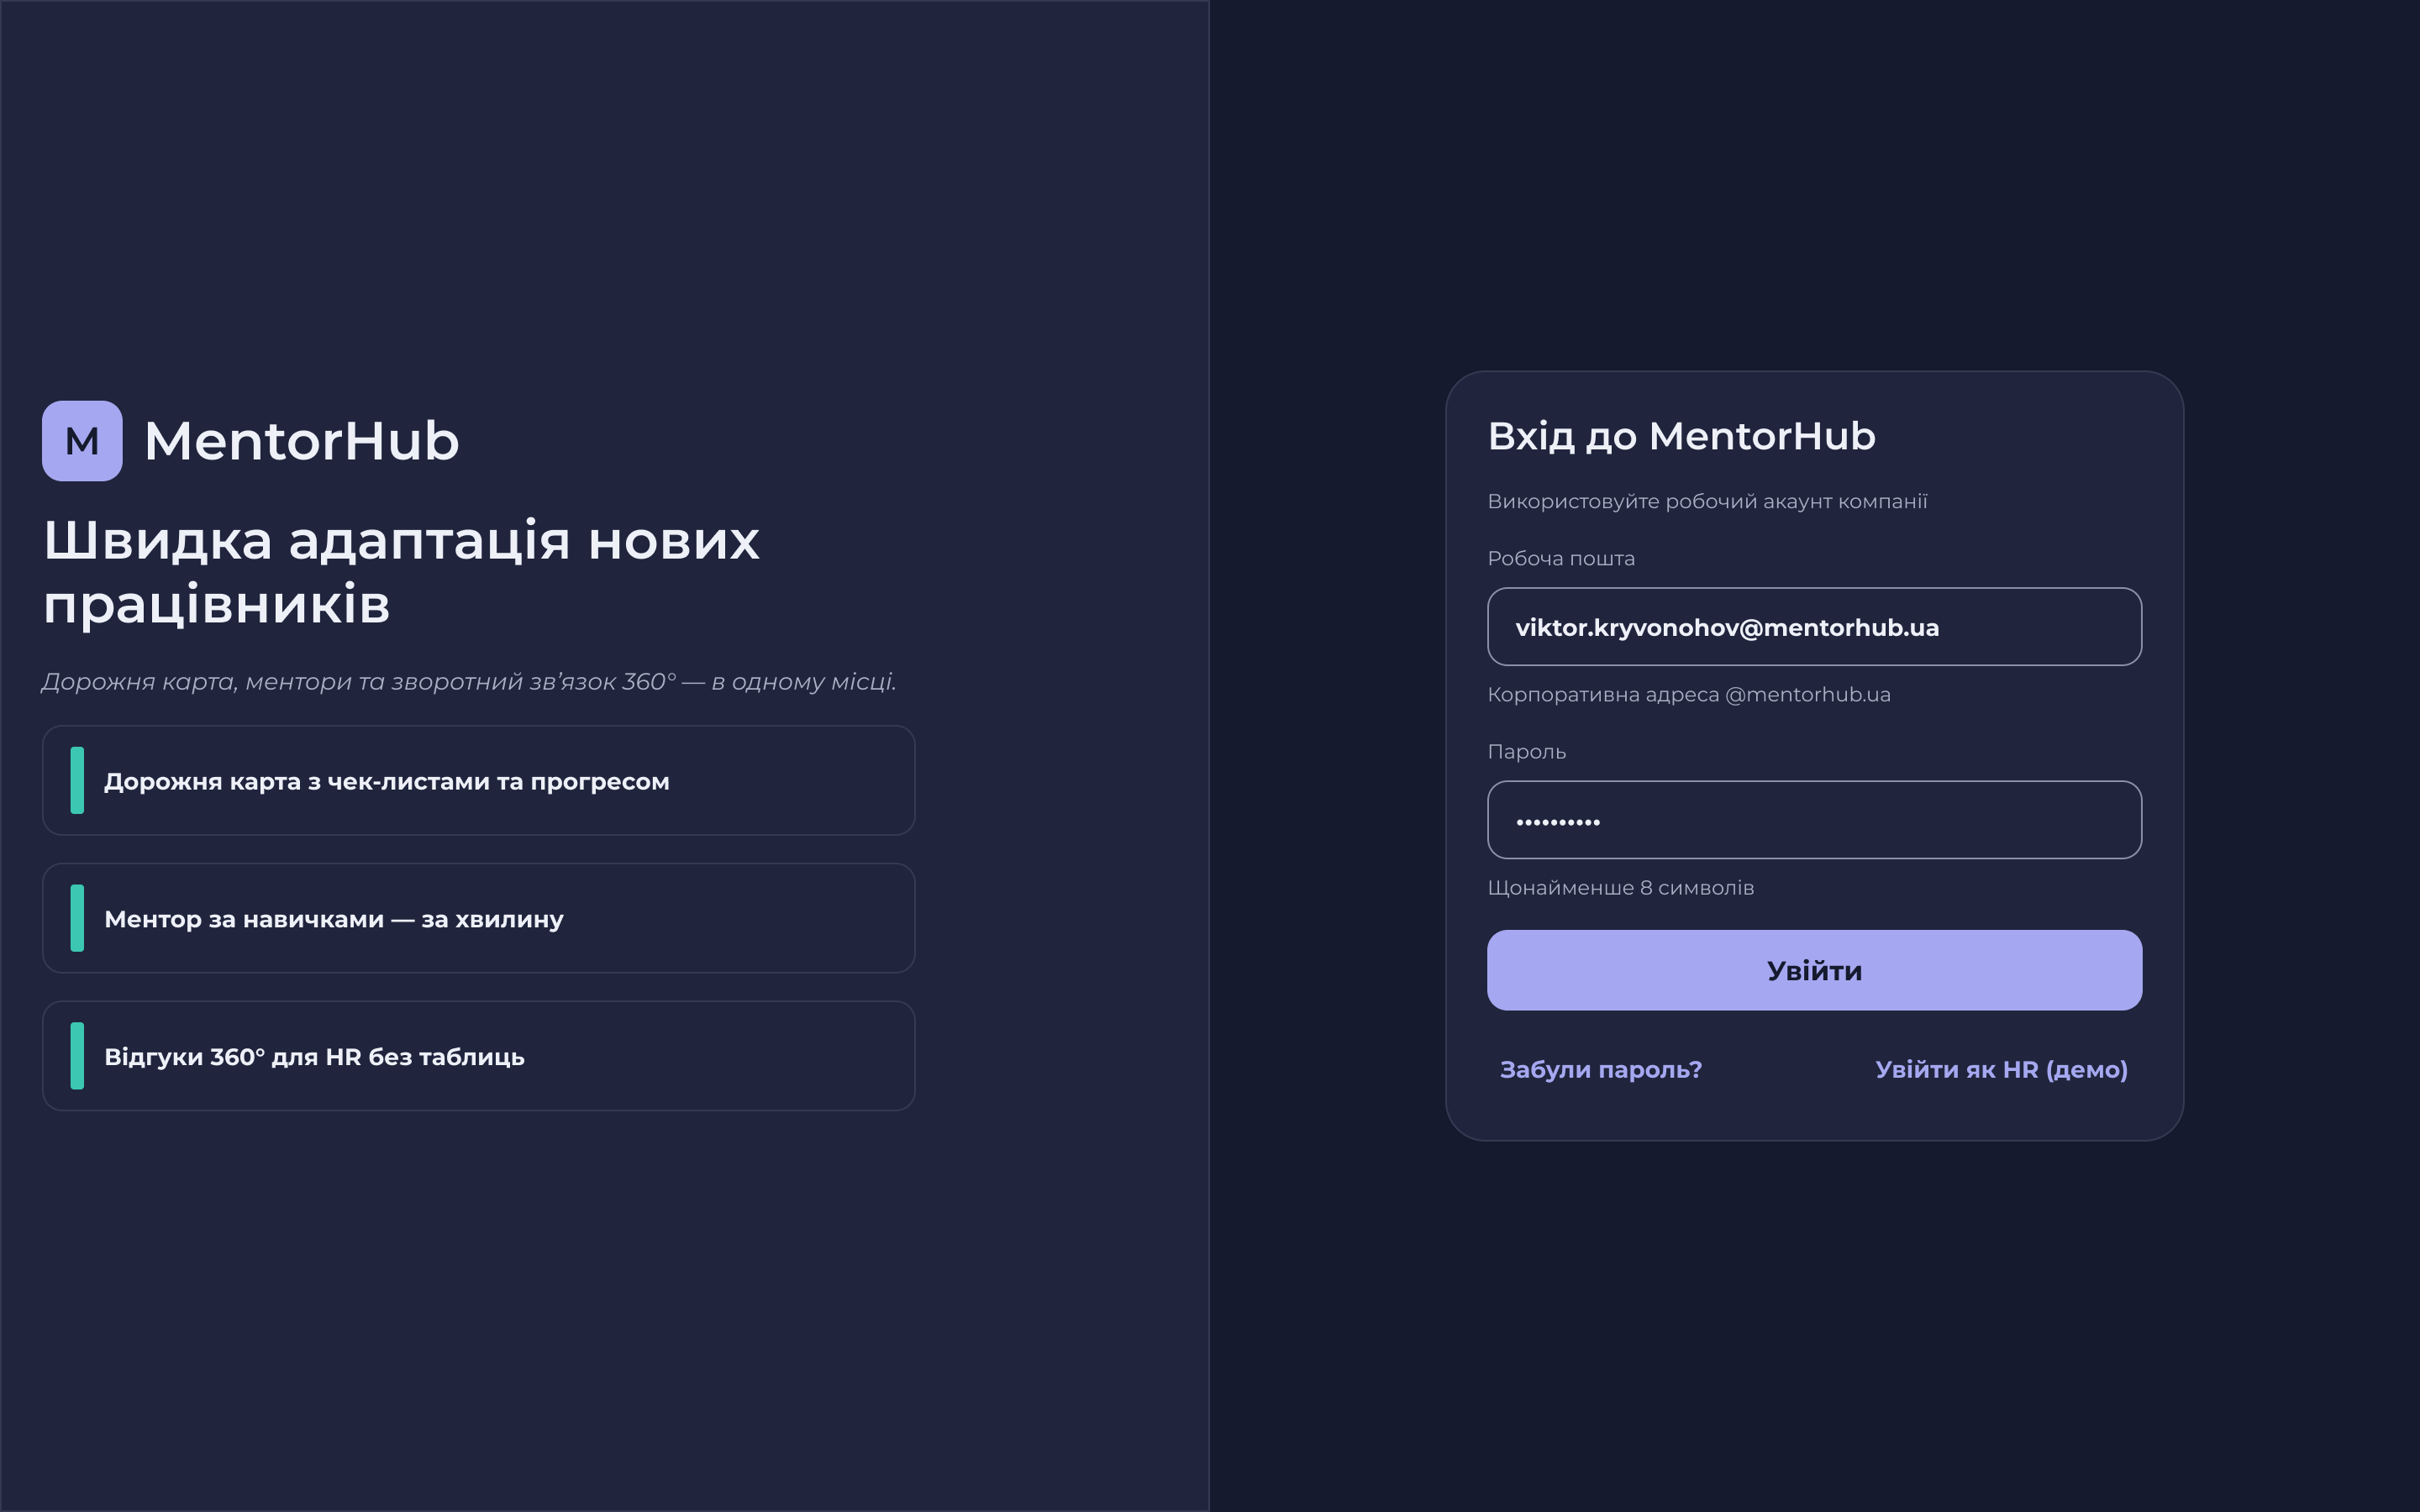 M
MentorHub
Швидка адаптація нових
працівників
Дорожня карта, ментори та зворотний зв’язок 360° — в одному місці.
Дорожня карта з чек-листами та прогресом
Ментор за навичками — за хвилину
Відгуки 360° для HR без таблиць
Вхід до MentorHub
Використовуйте робочий акаунт компанії
Робоча пошта
viktor.kryvonohov@mentorhub.ua
Корпоративна адреса @mentorhub.ua
Пароль
••••••••••
Щонайменше 8 символів
Увійти
Забули пароль?
Увійти як HR (демо)